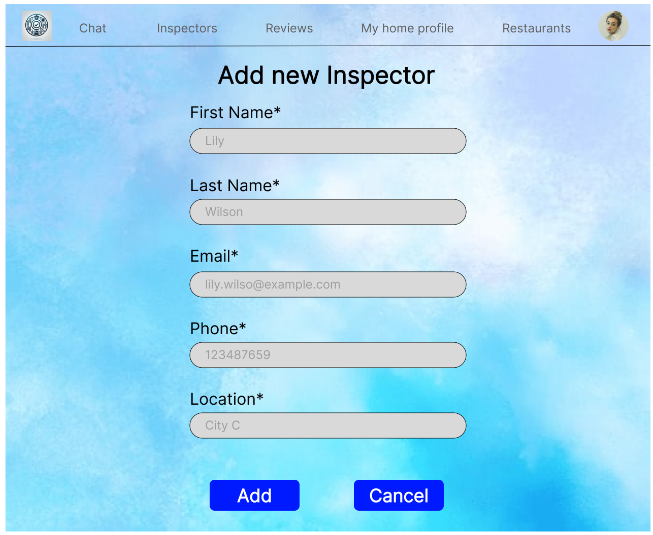 Chat Inspectors Reviews My home profile Restaurants
Add new Inspector
First Name*
Lily
Last Name*
Wilson
Email*
lily.wilso@example.com
Phone*
123487659
Location*
City C
Add Cancel